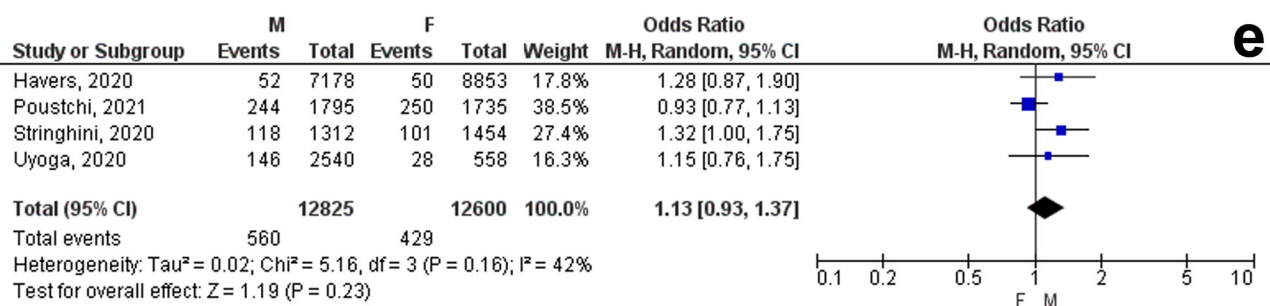 M F Odds Ratio Odds Ratio
Study or Subgroup Events Total Events Total Weight M-H, Random, 95% CI M-H, Random, 95% CI e
Havers, 2020 52 7178 50 8853 17.8% 1.28 [0.87, 1.90]
Poustchi, 2021 244 1795 250 1735 38.5% 0.93 [0.77, 1.13]
Stringhini, 2020 118 1312 101 1454 27.4% 1.32 [1.00, 1.75]
Uyoga, 2020 146 2540 28 558 16.3% 1.15 [0.76, 1.75]
Total (95% CI) 12825 12600 100.0% 1.13 [0.93, 1.37]
Total events 560 429
Heterogeneity: Tau² = 0.02; Chi² = 5.16, df = 3 (P = 0.16); I² = 42%
Test for overall effect: Z = 1.19 (P = 0.23)
0.1 0.2 0.5 1 2 5 10
F M